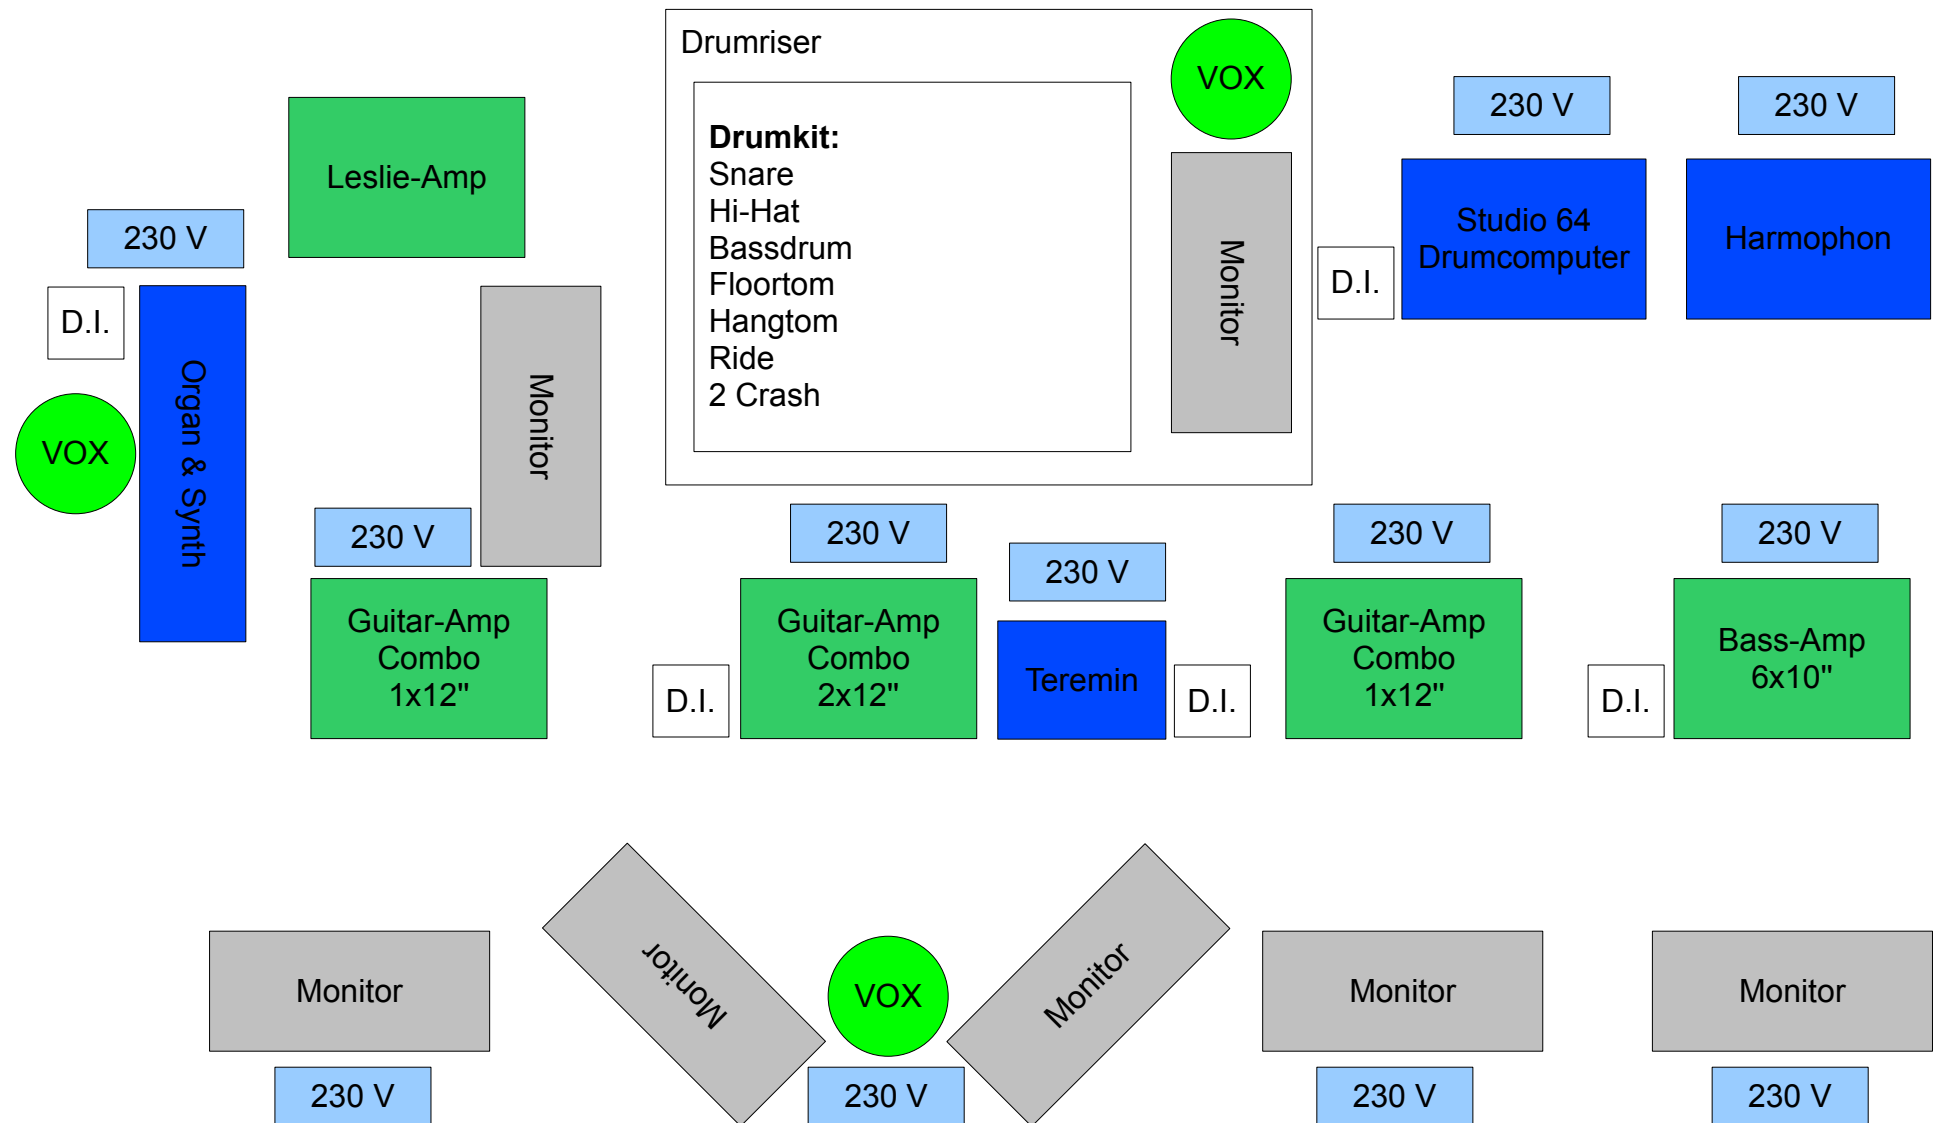 Drumriser
VOX
230 V
230 V
Drumkit:
Snare
Hi-Hat
Bassdrum
Floortom
Hangtom
Ride
2 Crash
Leslie-Amp
Studio 64
Drumcomputer
Harmophon
230 V
D.I.
Monitor
D.I.
VOX
Organ & Synth
Monitor
230 V
230 V
230 V
230 V
230 V
Guitar-Amp
Combo
1x12"
D.I.
Guitar-Amp
Combo
2x12"
Teremin
D.I.
Guitar-Amp
Combo
1x12"
D.I.
Bass-Amp
6x10"
Monitor
Monitor
VOX
Monitor
Monitor
Monitor
230 V
230 V
230 V
230 V